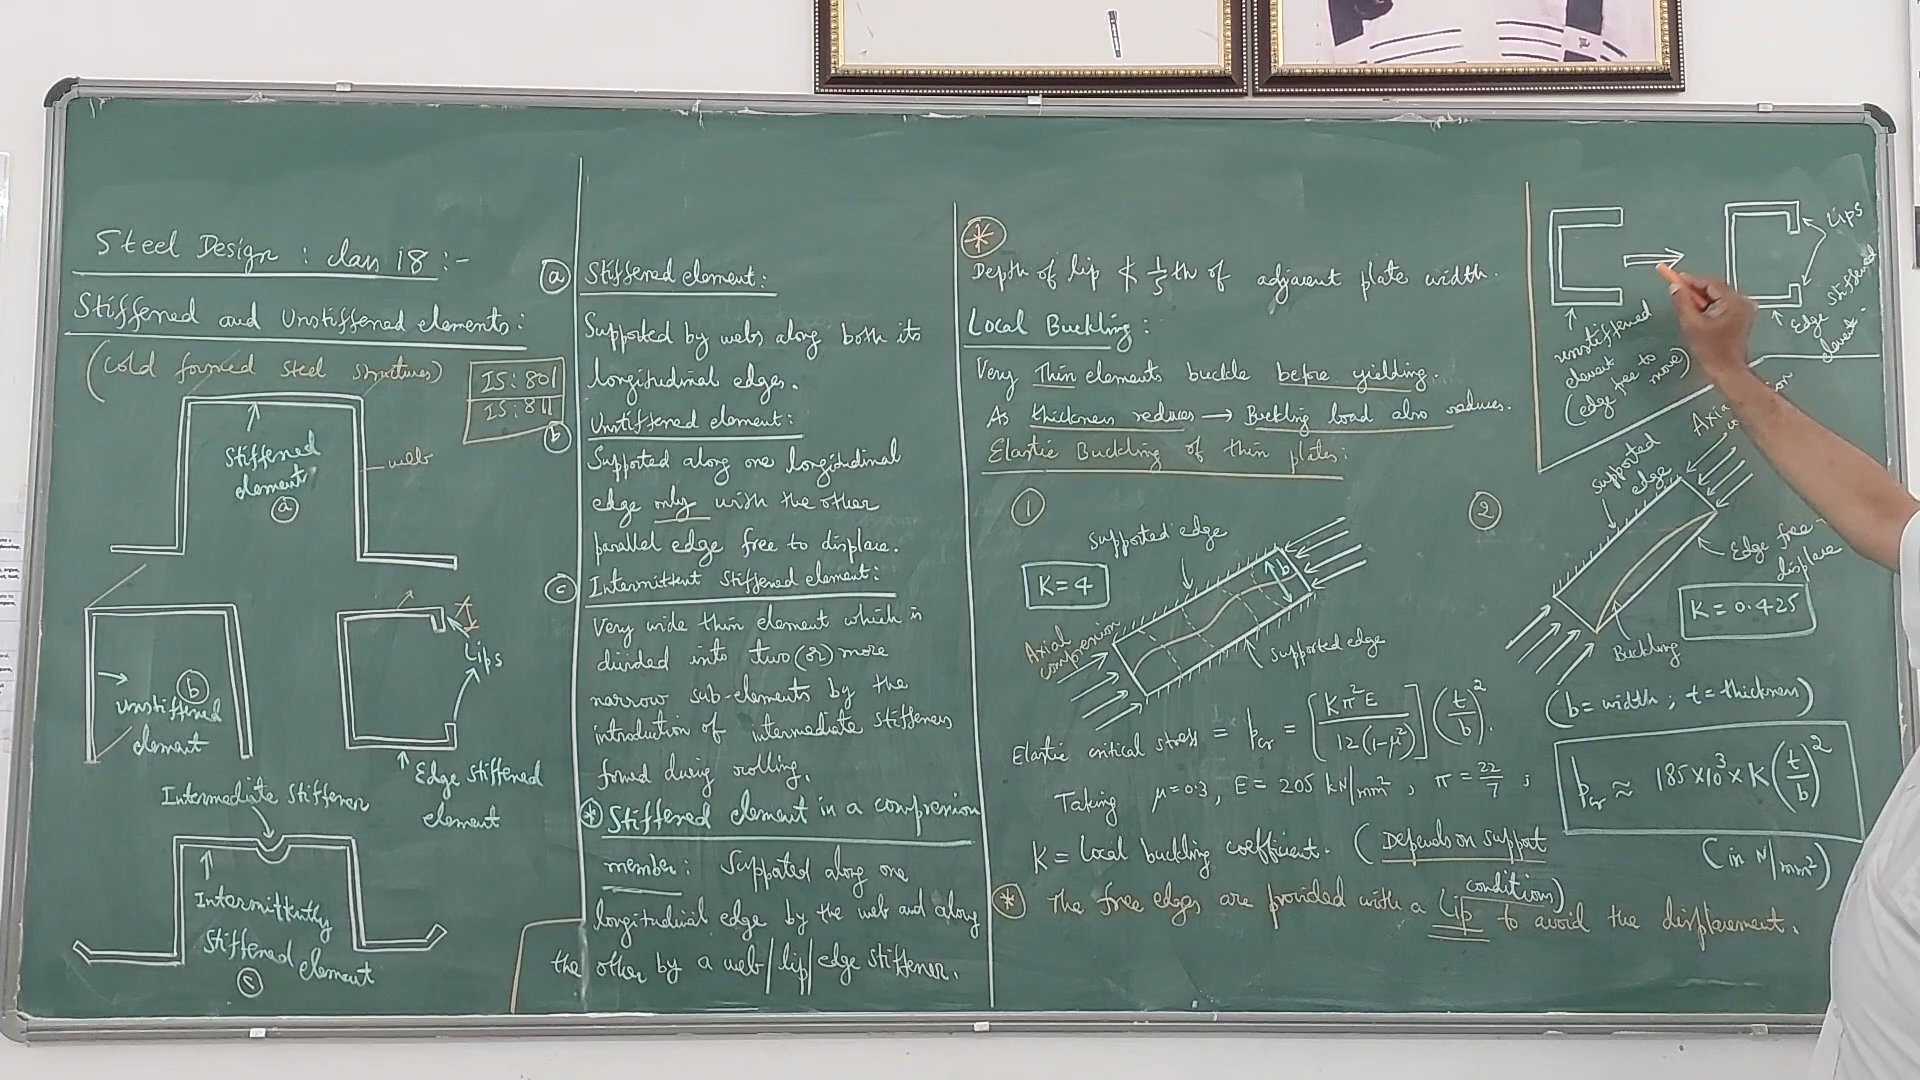 Steel Design : class 18 :-
Stiffened and Unstiffened elements :
(Cold formed steel structures)
IS: 801
IS: 811
Stiffened
element
(a)
web
(b)
Unstiffened
element
Lips
Edge stiffened
element
Intermediate stiffener
Intermittently
Stiffened element
(c)
(a) Stiffened element:
Supported by webs along both its
longitudinal edges.
(b) Unstiffened element:
Supported along one longitudinal
edge only with the other
parallel edge free to displace.
(c) Intermittent stiffened element:
Very wide thin element which is
divided into two (or) more
narrow sub-elements by the
introduction of intermediate stiffeners
formed during rolling.
* Stiffened element in a compression
member: Supported along one
longitudinal edge by the web and along
the other by a web/lip/edge stiffener.
*
Depth of lip ≮ 1/5 th of adjacent plate width.
Local Buckling:
Very Thin elements buckle before yielding.
As thickness reduces → Buckling load also reduces.
Elastic Buckling of thin plates:
(1)
supported edge
K = 4
b
Axial
compression
supported edge
Elastic critical stress = pcr = [Kπ²E / 12(1-μ²)] (t/b)².
Taking μ=0.3, E = 205 kN/mm², π = 22/7 ;
K = Local buckling coefficient. (Depends on support
conditions)
* The free edges are provided with a Lip to avoid the displacement.
Lips
unstiffened
element
(edge free to
move)
Edge stiffened
element.
(2)
supported
edge
Axial
Edge free
displace
K = 0.425
Buckling
(b = width ; t = thickness)
pcr ≈ 185×10³ × K (t/b)²
(in N/mm²)